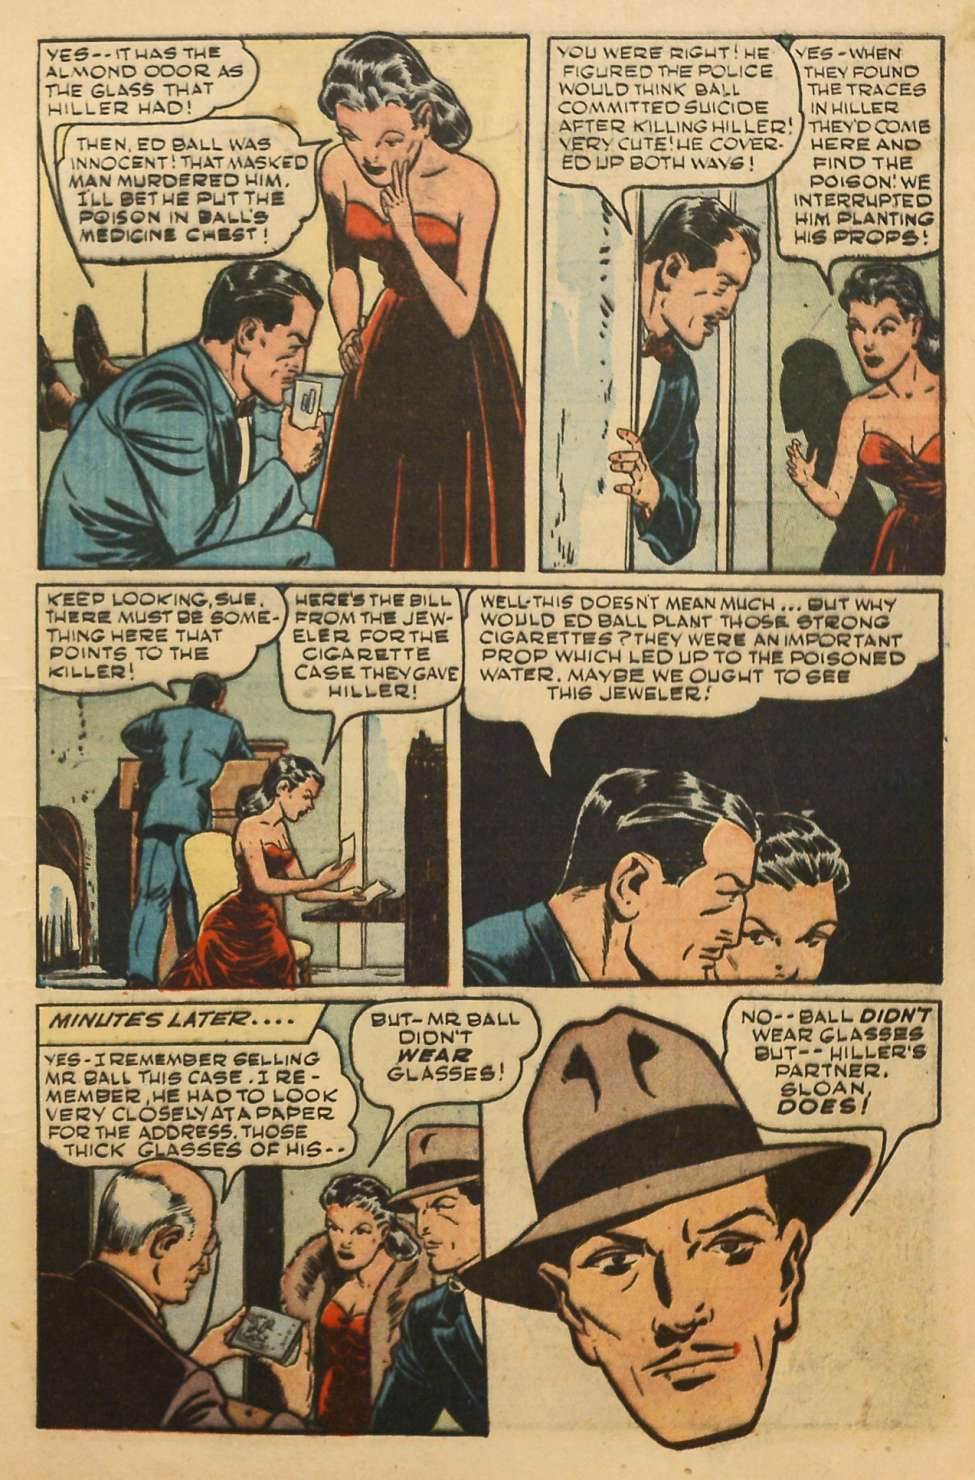 YES--IT HAS THE
ALMOND ODOR AS
THE GLASS THAT
HILLER HAD!
THEN, ED BALL WAS
INNOCENT! THAT MASKED
MAN MURDERED HIM.
I'LL BET HE PUT THE
POISON IN BALL'S
MEDICINE CHEST!
YOU WERE RIGHT! HE
FIGURED THE POLICE
WOULD THINK BALL
COMMITTED SUICIDE
AFTER KILLING HILLER!
VERY CUTE! HE COVER-
ED UP BOTH WAYS!
YES-WHEN
THEY FOUND
THE TRACES
IN HILLER
THEY'D COME
HERE AND
FIND THE
POISON! WE
INTERRUPTED
HIM PLANTING
HIS PROPS!
KEEP LOOKING, SUE.
THERE MUST BE SOME-
THING HERE THAT
POINTS TO THE
KILLER!
HERE'S THE BILL
FROM THE JEW-
ELER FOR THE
CIGARETTE
CASE THEY GAVE
HILLER!
WELL-THIS DOESN'T MEAN MUCH... BUT WHY
WOULD ED BALL PLANT THOSE STRONG
CIGARETTES? THEY WERE AN IMPORTANT
PROP WHICH LED UP TO THE POISONED
WATER. MAYBE WE OUGHT TO SEE
THIS JEWELER!
MINUTES LATER....
YES-I REMEMBER SELLING
MR. BALL THIS CASE. I RE-
MEMBER, HE HAD TO LOOK
VERY CLOSELY AT A PAPER
FOR THE ADDRESS. THOSE
THICK GLASSES OF HIS--
BUT-MR. BALL
DIDN'T
WEAR
GLASSES!
NO--BALL DIDN'T
WEAR GLASSES
BUT--HILLER'S
PARTNER,
SLOAN,
DOES!